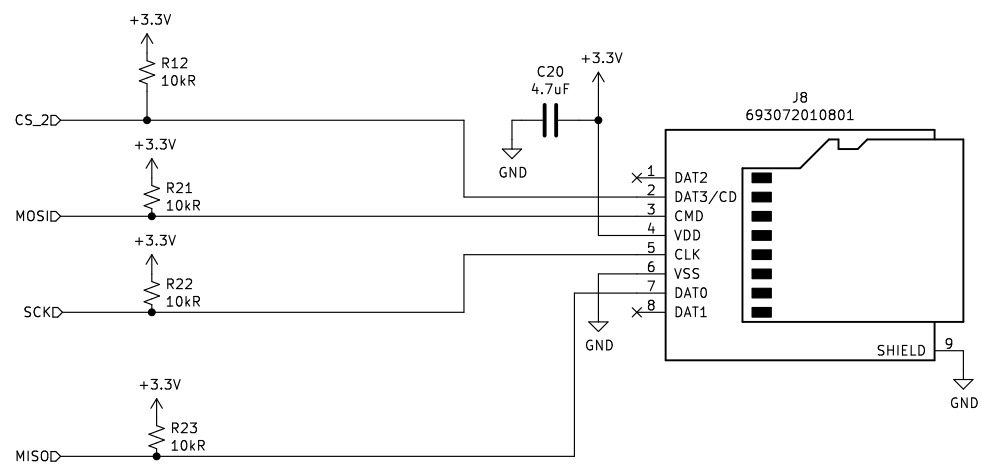 +3.3V
R12
10kR
CS_2
+3.3V
R21
10kR
MOSI
+3.3V
R22
10kR
SCK
+3.3V
R23
10kR
MISO
C20
4.7uF
+3.3V
GND
GND
J8
693072010801
1 DAT2
2 DAT3/CD
3 CMD
4 VDD
5 CLK
6 VSS
7 DAT0
8 DAT1
SHIELD 9
GND